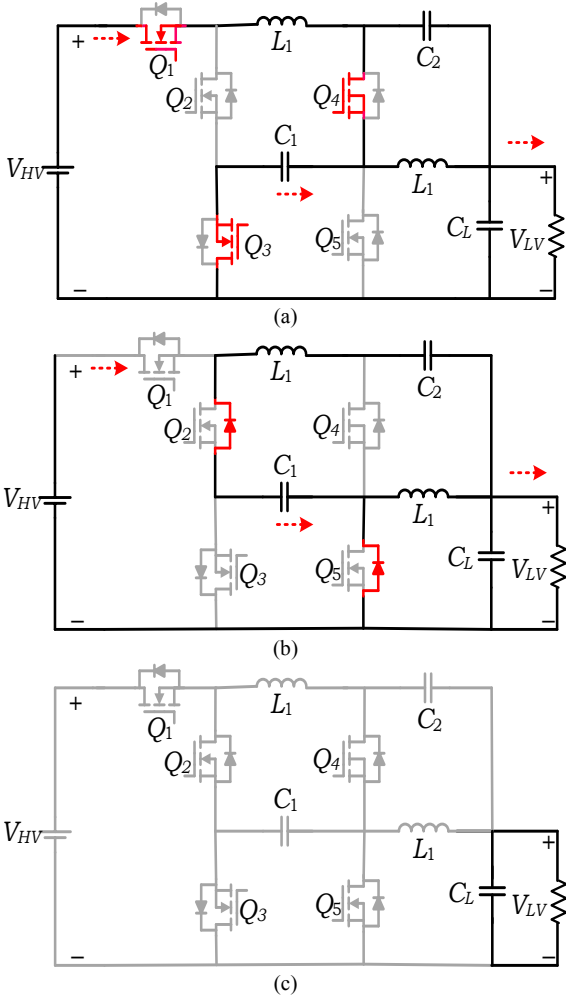 + Q1 L1 C2
Q2 Q4
VHV C1 L1 +
Q3 Q5 CL VLV
− −
(a)
+ Q1 L1 C2
Q2 Q4
VHV C1 L1 +
Q3 Q5 CL VLV
− −
(b)
+ Q1 L1 C2
Q2 Q4
VHV C1 L1 +
Q3 Q5 CL VLV
− −
(c)